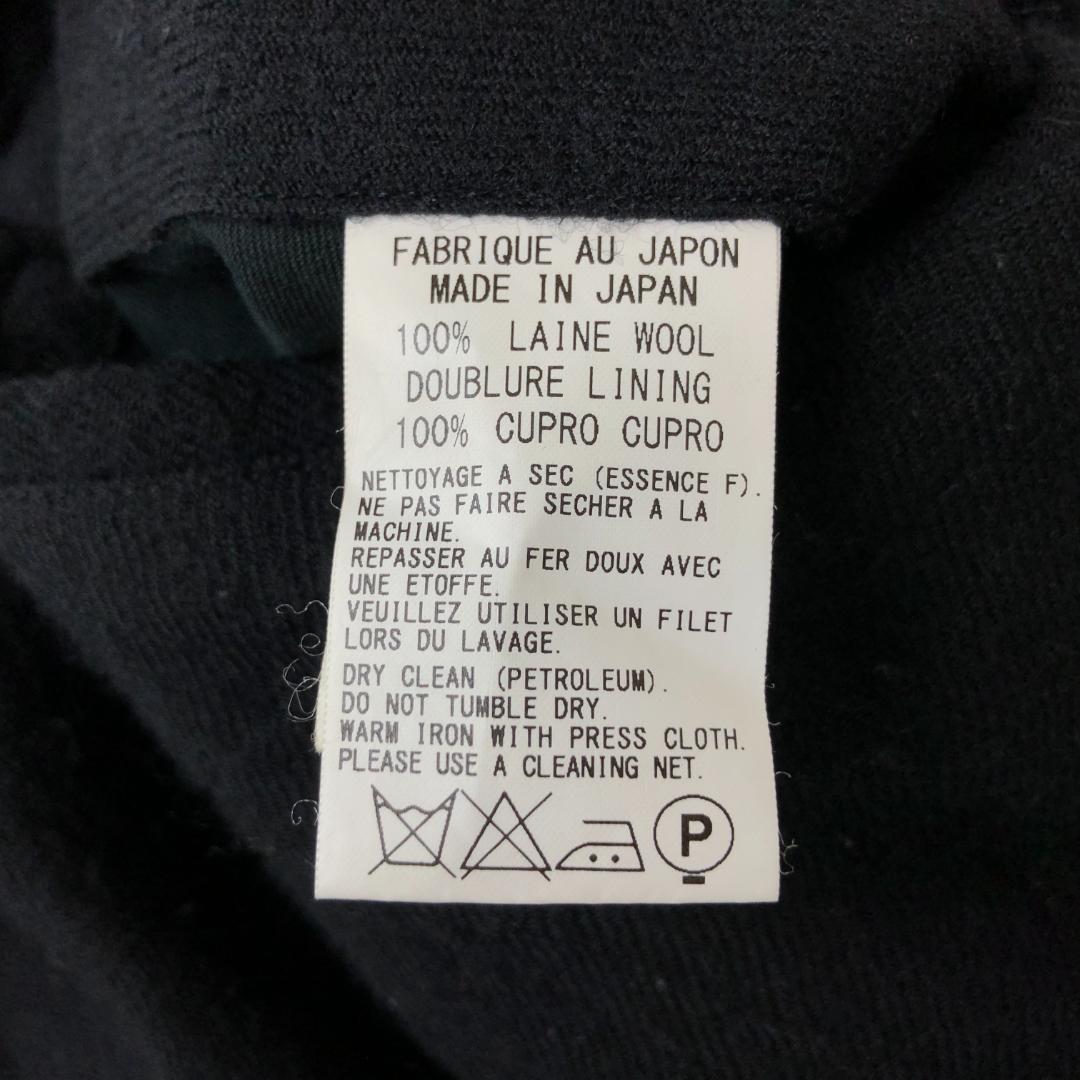 FABRIQUE AU JAPON
MADE IN JAPAN
100% LAINE WOOL
DOUBLURE LINING
100% CUPRO CUPRO
NETTOYAGE A SEC (ESSENCE F).
NE PAS FAIRE SECHER A LA
MACHINE.
REPASSER AU FER DOUX AVEC
UNE ETOFFE.
VEUILLEZ UTILISER UN FILET
LORS DU LAVAGE.
DRY CLEAN (PETROLEUM).
DO NOT TUMBLE DRY.
WARM IRON WITH PRESS CLOTH.
PLEASE USE A CLEANING NET.
P